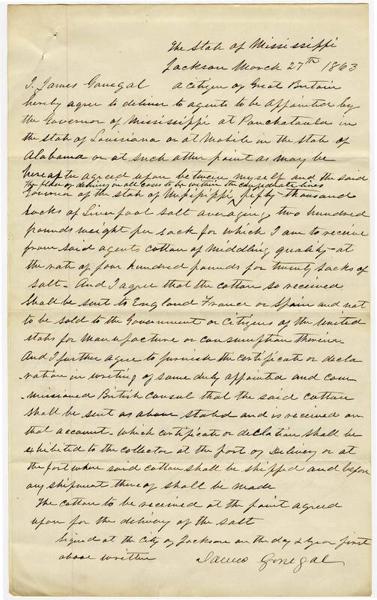 The State of Mississippi
Jackson March 27th 1863
I, James Gonegal a citizen of Great Britain
hereby agree to deliver to agents to be appointed by
the Governor of Mississippi at Ponchatoula in
the state of Louisiana or at Mobile in the state of
Alabama or at such other point as may be
hereafter agreed upon between myself and the said
the place of delivery in all cases to be within the confederate lines
Governor of the state of Mississippi, fifty thousand
sacks of Liverpool salt averaging two hundred
pounds weight per sack for which I am to receive
from said agents cotton of middling quality at
the rate of four hundred pounds for twenty sacks of
salt. And I agree that the cotton so received
shall be sent to England France or Spain and not
to be sold to the Government or Citizens of the United
States for manufacture or consumption therein
And I further agree to furnish the certificate or decla
ration in writing of some duly appointed and com
missioned British consul that the said cotton
shall be sent as above stated and is received on
that account. which certificate or declaration shall be
exhibited to the collector at the port of Delivery or at
the port where said cotton shall be shipped and before
any shipment thereof shall be made
The cotton to be received at the point agreed
upon for the delivery of the salt
Signed at the City of Jackson on the day & year first
above written James Gonegal